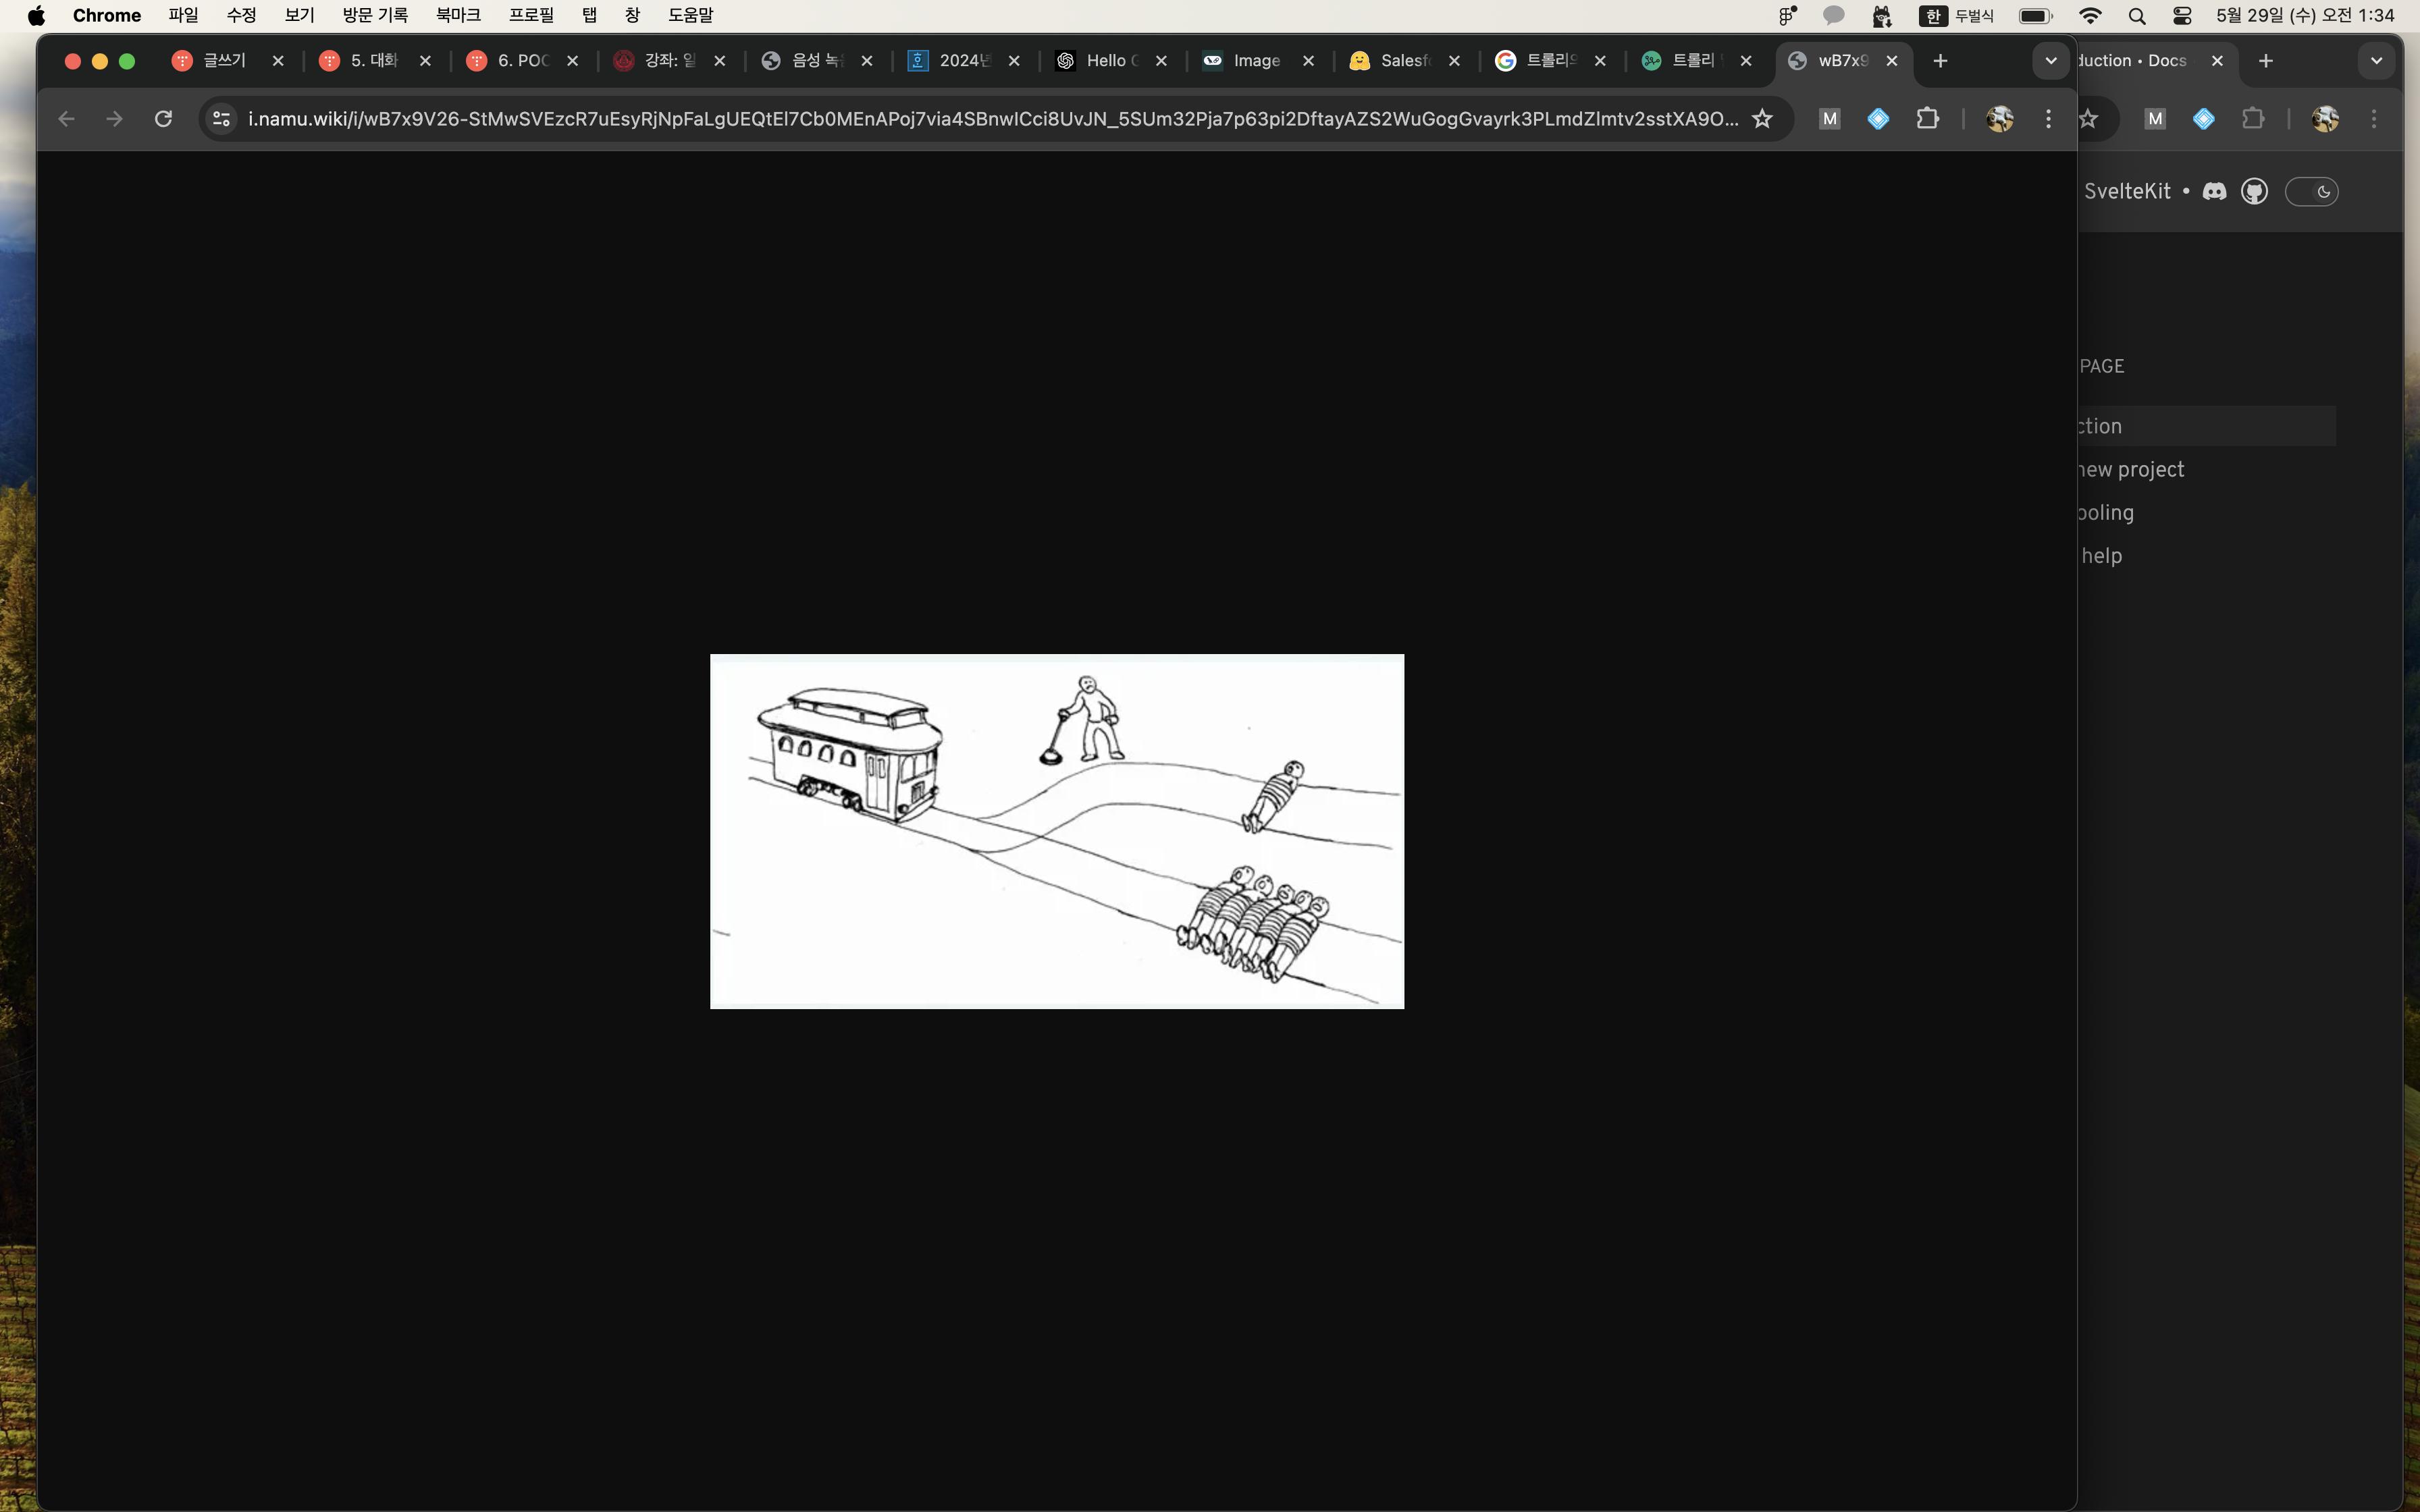 Chrome 파일 수정 보기 방문 기록 북마크 프로필 탭 창 도움말 한 두벌식 5월 29일 (수) 오전 1:34
글쓰기 5. 대화 6. POC 강좌: 일 음성 녹 2024년 Hello Image Salesf 트롤리 트롤리 wB7x9 duction • Docs
i.namu.wiki/i/wB7x9V26-StMwSVEzcR7uEsyRjNpFaLgUEQtEl7Cb0MEnAPoj7via4SBnwICci8UvJN_5SUm32Pja7p63pi2DftayAZS2WuGogGvayrk3PLmdZImtv2sstXA9O... M M
SvelteKit •
PAGE
ction
new project
ooling
help